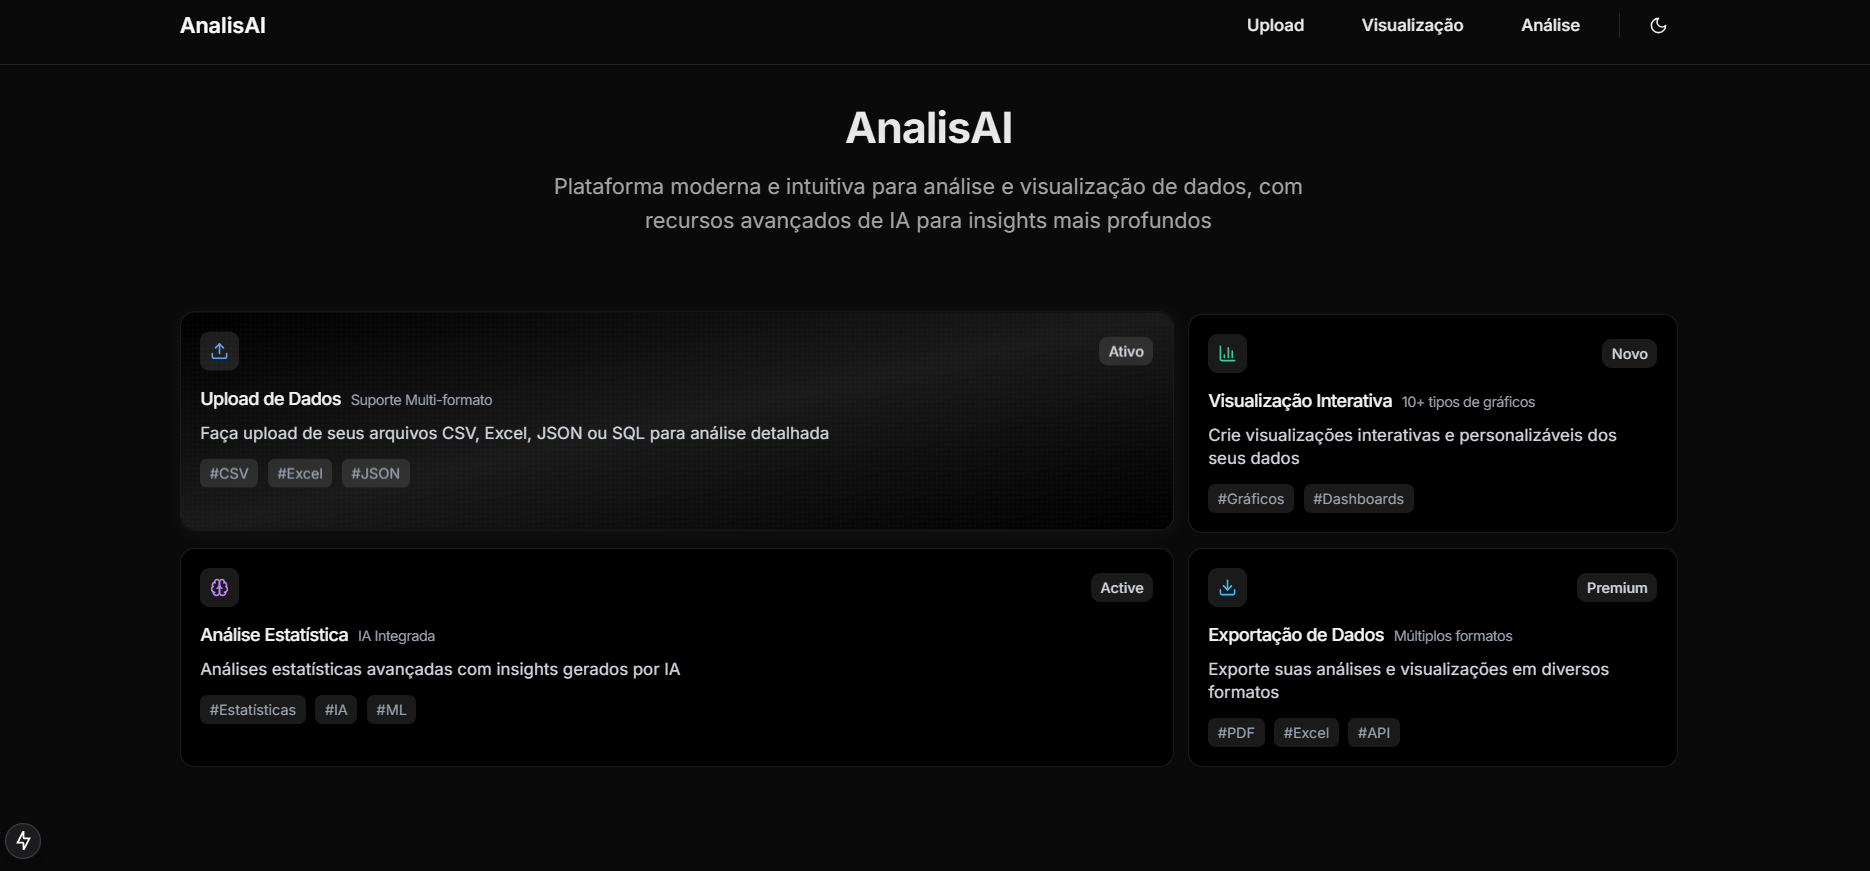 AnalisAI
Upload
Visualização
Análise
AnalisAI
Plataforma moderna e intuitiva para análise e visualização de dados, com
recursos avançados de IA para insights mais profundos
Ativo
Upload de Dados Suporte Multi-formato
Faça upload de seus arquivos CSV, Excel, JSON ou SQL para análise detalhada
#CSV #Excel #JSON
Novo
Visualização Interativa 10+ tipos de gráficos
Crie visualizações interativas e personalizáveis dos
seus dados
#Gráficos #Dashboards
Active
Análise Estatística IA Integrada
Análises estatísticas avançadas com insights gerados por IA
#Estatísticas #IA #ML
Premium
Exportação de Dados Múltiplos formatos
Exporte suas análises e visualizações em diversos
formatos
#PDF #Excel #API